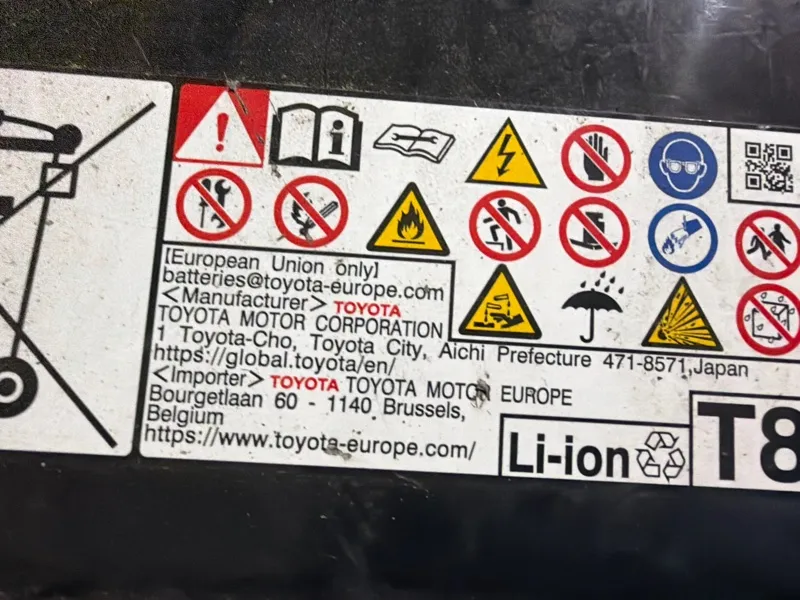 [European Union only]
batteries@toyota-europe.com
<Manufacturer> TOYOTA
TOYOTA MOTOR CORPORATION
1 Toyota-Cho, Toyota City, Aichi Prefecture 471-8571,Japan
https://global.toyota/en/
<Importer> TOYOTA TOYOTA MOTOR EUROPE
Bourgetlaan 60 - 1140 Brussels,
Belgium
https://www.toyota-europe.com/
Li-ion
T8